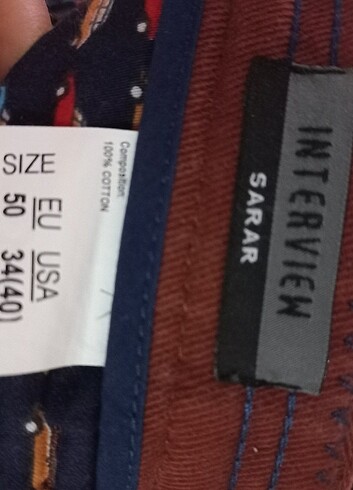 Composition
100% COTTON
SIZE EU USA
50 34(40)
INTERVIEW
SARAR